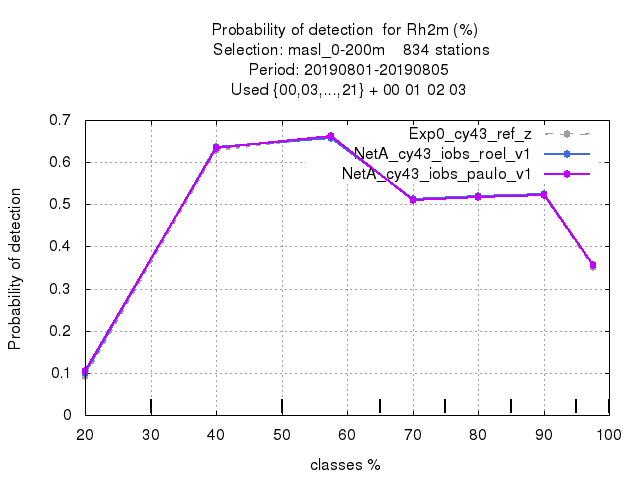 Probability of detection  for Rh2m (%)
Selection: masl_0-200m    834 stations
Period: 20190801-20190805
Used {00,03,...,21} + 00 01 02 03
Exp0_cy43_ref_z
NetA_cy43_iobs_roel_v1
NetA_cy43_iobs_paulo_v1
Probability of detection
0.7
0.6
0.5
0.4
0.3
0.2
0.1
0
20 30 40 50 60 70 80 90 100
classes %